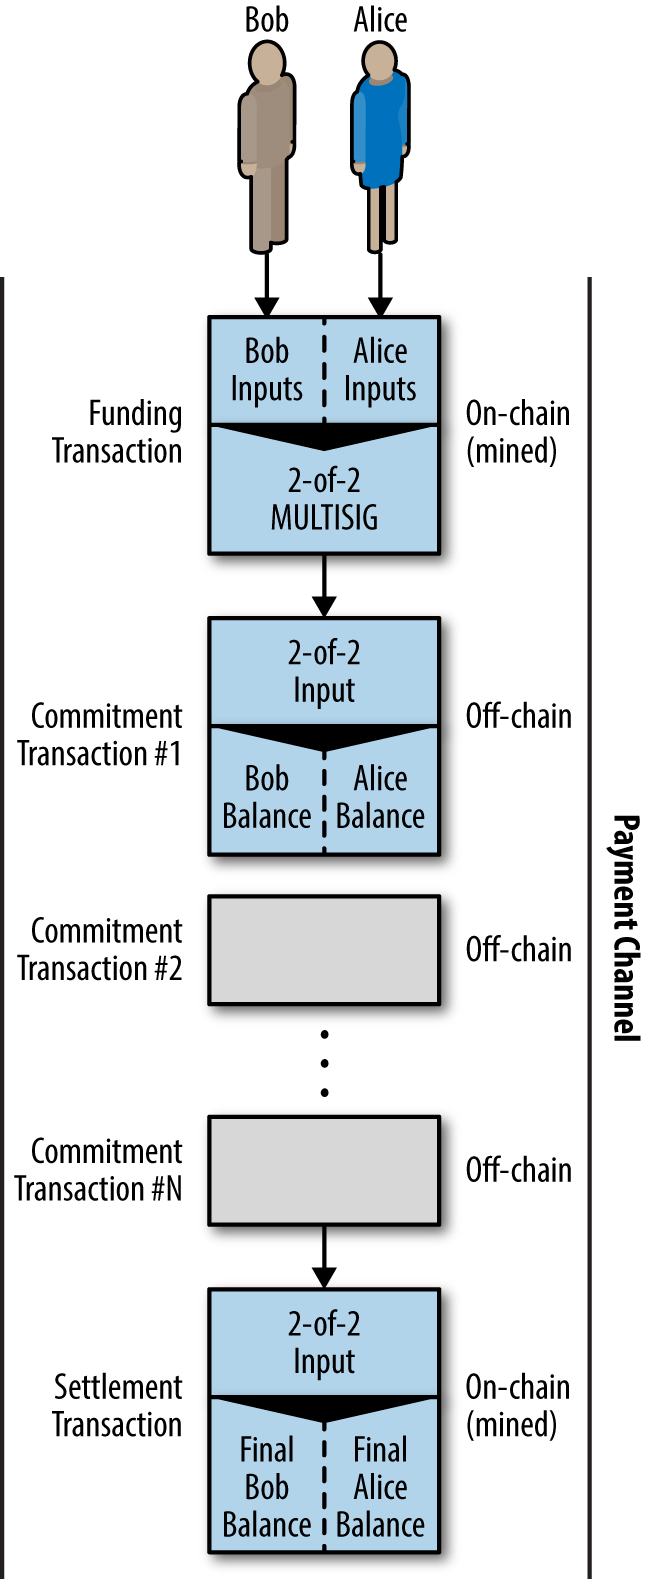 Bob
Alice
Bob
Inputs
Alice
Inputs
Funding
Transaction
On-chain
(mined)
2-of-2
MULTISIG
2-of-2
Input
Commitment
Transaction #1
Off-chain
Bob
Balance
Alice
Balance
Commitment
Transaction #2
Off-chain
Payment Channel
Commitment
Transaction #N
Off-chain
2-of-2
Input
Settlement
Transaction
On-chain
(mined)
Final
Bob
Balance
Final
Alice
Balance